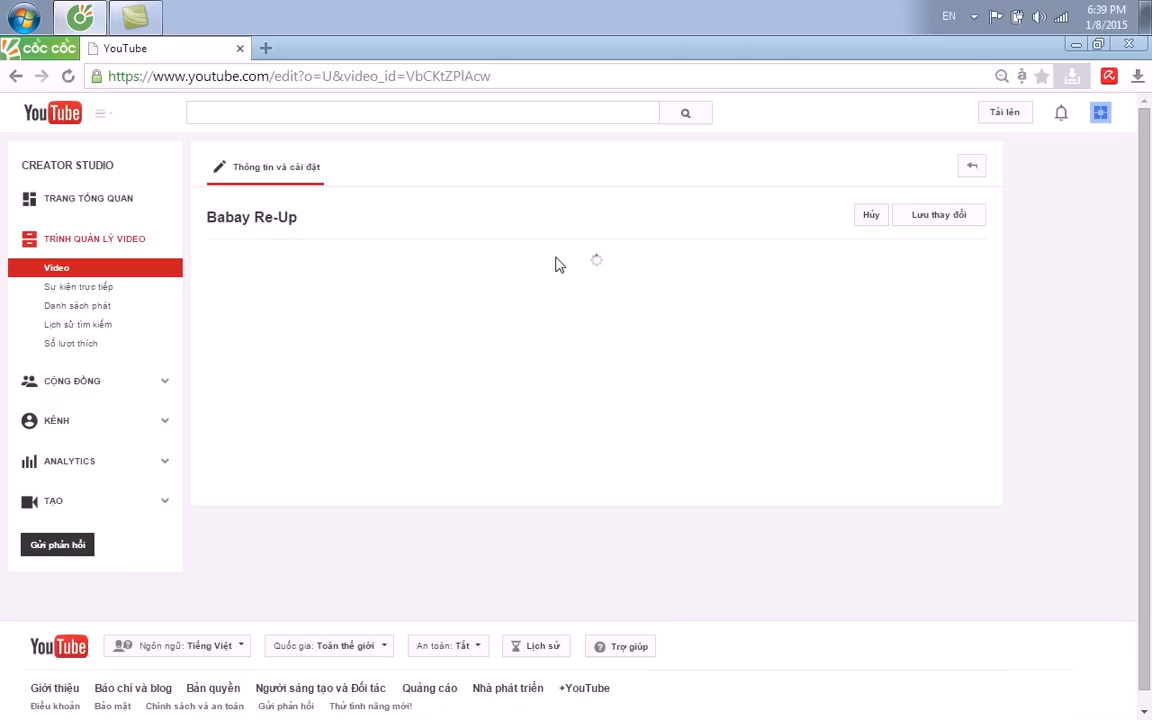 EN
6:39 PM
1/8/2015
CỐC CỐC
YouTube
https://www.youtube.com/edit?o=U&video_id=VbCKtZPlAcw
YouTube
Tải lên
CREATOR STUDIO
Thông tin và cài đặt
TRANG TỔNG QUAN
Babay Re-Up
Hủy
Lưu thay đổi
TRÌNH QUẢN LÝ VIDEO
Video
Sự kiện trực tiếp
Danh sách phát
Lịch sử tìm kiếm
Số lượt thích
CỘNG ĐỒNG
KÊNH
ANALYTICS
TẠO
Gửi phản hồi
YouTube
Ngôn ngữ: Tiếng Việt
Quốc gia: Toàn thế giới
An toàn: Tắt
Lịch sử
Trợ giúp
Giới thiệu Báo chí và blog Bản quyền Người sáng tạo và Đối tác Quảng cáo Nhà phát triển +YouTube
Điều khoản Bảo mật Chính sách và an toàn Gửi phản hồi Thử tính năng mới!